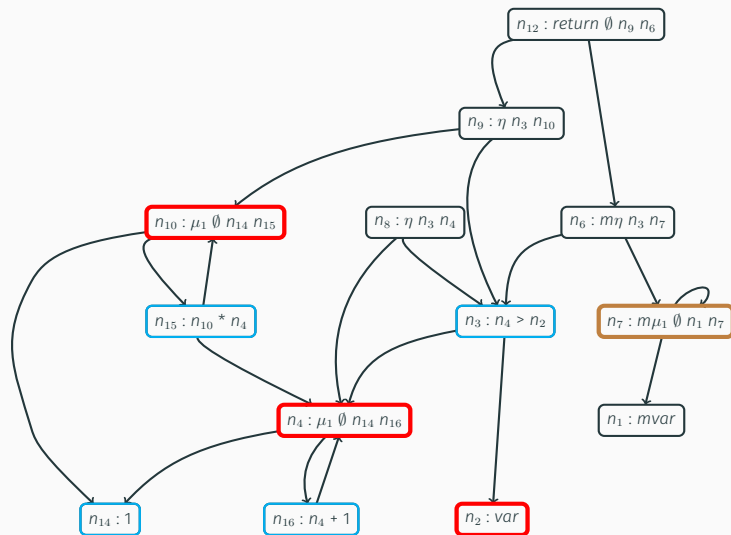 n₁₂ : return ∅ n₉ n₆
n₉ : η n₃ n₁₀
n₁₀ : μ₁ ∅ n₁₄ n₁₅
n₈ : η n₃ n₄
n₆ : mη n₃ n₇
n₁₅ : n₁₀ * n₄
n₃ : n₄ > n₂
n₇ : mμ₁ ∅ n₁ n₇
n₄ : μ₁ ∅ n₁₄ n₁₆
n₁ : mvar
n₁₄ : 1
n₁₆ : n₄ + 1
n₂ : var